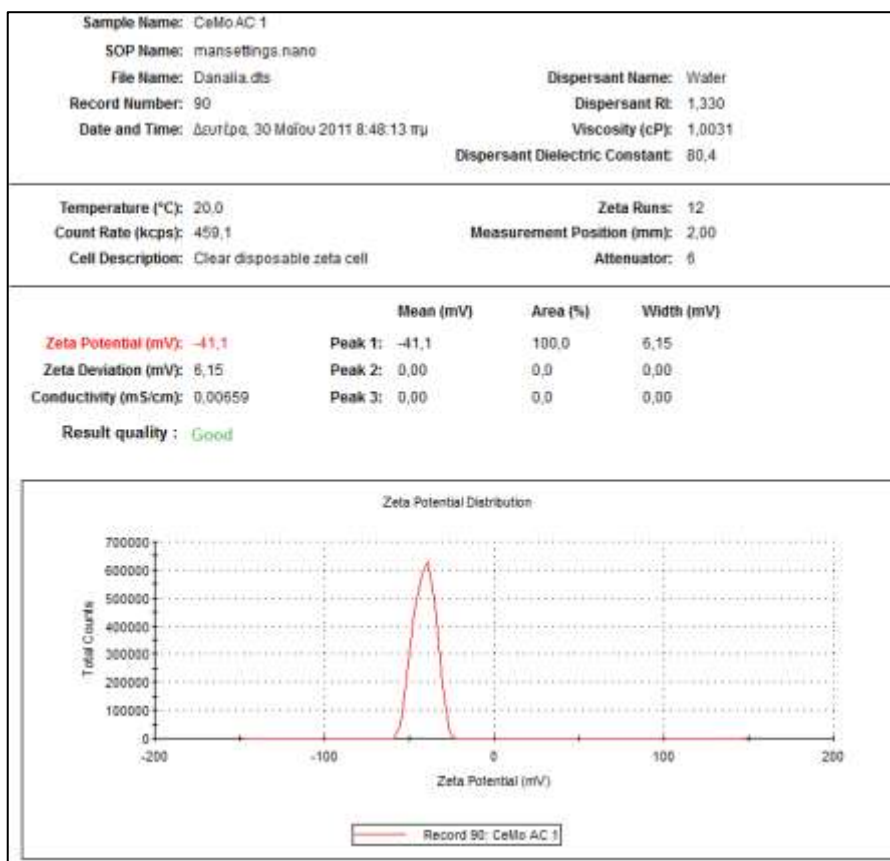 Sample Name: CeMo AC 1
SOP Name: mansettings.nano
File Name: Danalia.dts Dispersant Name: Water
Record Number: 90 Dispersant RI: 1,330
Date and Time: Δευτέρα, 30 Μαΐου 2011 8:48:13 πμ Viscosity (cP): 1,0031
Dispersant Dielectric Constant: 80,4
Temperature (°C): 20,0 Zeta Runs: 12
Count Rate (kcps): 459,1 Measurement Position (mm): 2,00
Cell Description: Clear disposable zeta cell Attenuator: 6
Mean (mV) Area (%) Width (mV)
Zeta Potential (mV): -41,1 Peak 1: -41,1 100,0 6,15
Zeta Deviation (mV): 6,15 Peak 2: 0,00 0,0 0,00
Conductivity (mS/cm): 0,00659 Peak 3: 0,00 0,0 0,00
Result quality : Good
Zeta Potential Distribution
700000
600000
500000
400000
300000
200000
100000
0
Total Counts
-200 -100 0 100 200
Zeta Potential (mV)
Record 90: CeMo AC 1